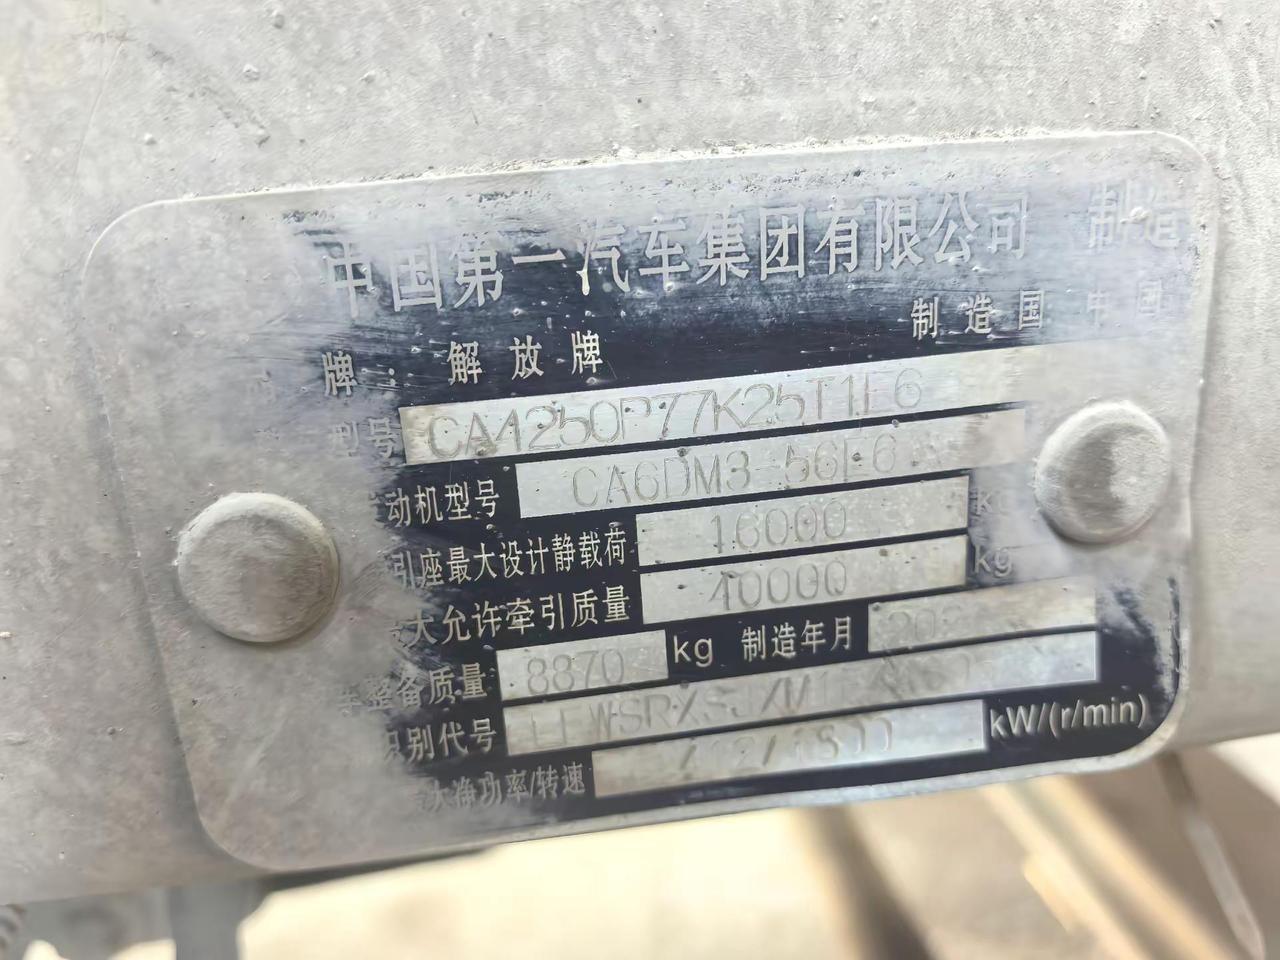 中国第一汽车集团有限公司 制造
制造国 中国
牌: 解放牌
型号 CA4250P77K25T1E6
动机型号 CA6DM3-56E6
引座最大设计静载荷 16000
大允许牵引质量 40000 kg
整备质量 8870 kg 制造年月
识别代号
大净功率/转速 kW/(r/min)